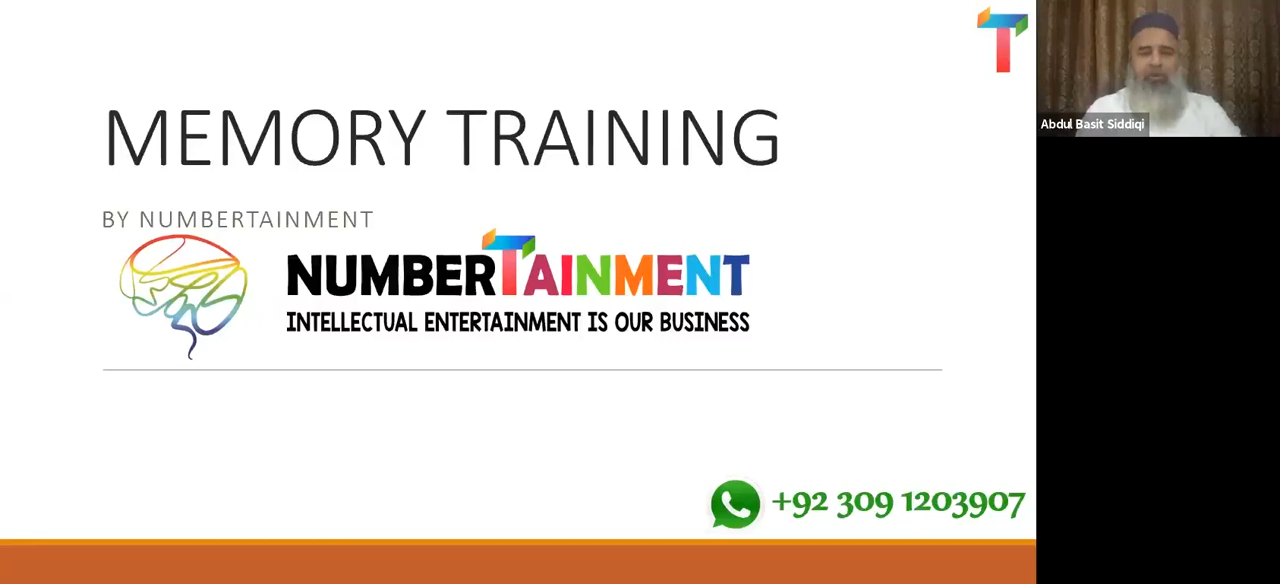 MEMORY TRAINING
BY NUMBERTAINMENT
NUMBERTAINMENT
INTELLECTUAL ENTERTAINMENT IS OUR BUSINESS
+92 309 1203907
T
Abdul Basit Siddiqi